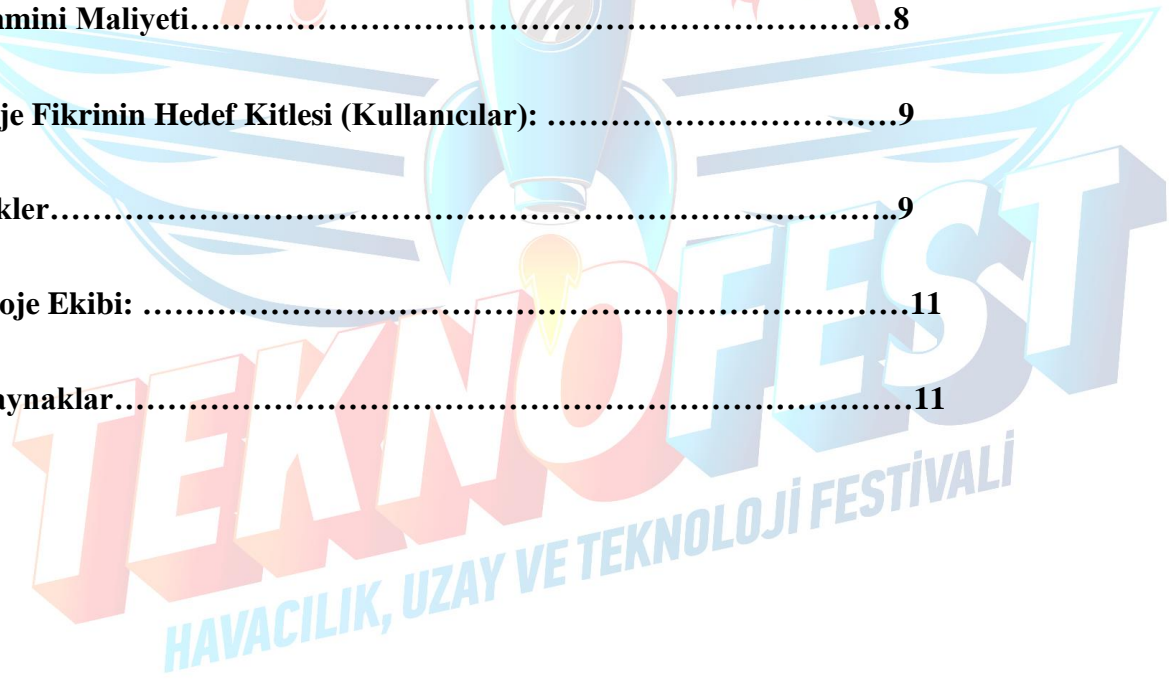 amini Maliyeti……………………………………………………………8
je Fikrinin Hedef Kitlesi (Kullanıcılar): ……………………………9
kler………………………………………………………………………..9
oje Ekibi: …………………………………………………………………11
aynaklar……………………………………………………………………11
TEKNOFEST
HAVACILIK, UZAY VE TEKNOLOJİ FESTİVALİ